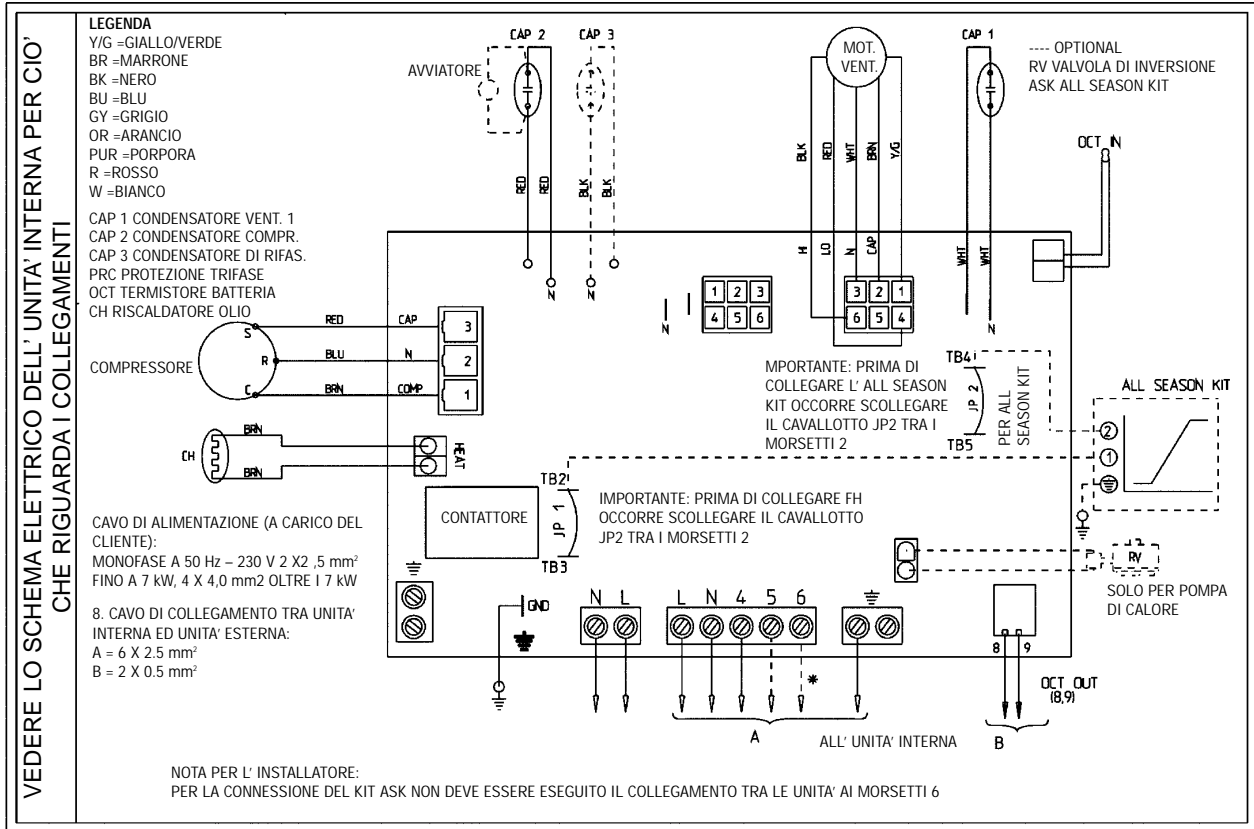 VEDERE LO SCHEMA ELETTRICO DELL' UNITA' INTERNA PER CIO'
CHE RIGUARDA I COLLEGAMENTI
LEGENDA
Y/G =GIALLO/VERDE
BR =MARRONE
BK =NERO
BU =BLU
GY =GRIGIO
OR =ARANCIO
PUR =PORPORA
R =ROSSO
W =BIANCO
CAP 1 CONDENSATORE VENT. 1
CAP 2 CONDENSATORE COMPR.
CAP 3 CONDENSATORE DI RIFAS.
PRC PROTEZIONE TRIFASE
OCT TERMISTORE BATTERIA
CH RISCALDATORE OLIO
CAP 2
CAP 3
AVVIATORE
RED
RED
BLK
BLK
N
N
MOT.
VENT.
BLK
RED
WHT
BRN
Y/G
HI
LO
N
CAP
CAP 1
WHT
WHT
N
---- OPTIONAL
RV VALVOLA DI INVERSIONE
ASK ALL SEASON KIT
OCT IN
1 2 3
4 5 6
N
3 2 1
6 5 4
COMPRESSORE
S
R
C
RED
CAP
3
BLU
N
2
BRN
COMP
1
CH
BRN
BRN
HEAT
MPORTANTE: PRIMA DI
COLLEGARE L' ALL SEASON
KIT OCCORRE SCOLLEGARE
IL CAVALLOTTO JP2 TRA I
MORSETTI 2
TB4
JP 2
TB5
PER ALL
SEASON KIT
ALL SEASON KIT
2
1
CONTATTORE
TB2
JP 1
TB3
IMPORTANTE: PRIMA DI COLLEGARE FH
OCCORRE SCOLLEGARE IL CAVALLOTTO
JP2 TRA I MORSETTI 2
RV
SOLO PER POMPA
DI CALORE
CAVO DI ALIMENTAZIONE (A CARICO DEL
CLIENTE):
MONOFASE A 50 Hz – 230 V 2 X2 ,5 mm²
FINO A 7 kW, 4 X 4,0 mm2 OLTRE I 7 kW
8. CAVO DI COLLEGAMENTO TRA UNITA'
INTERNA ED UNITA' ESTERNA:
A = 6 X 2.5 mm²
B = 2 X 0.5 mm²
GND
N L
L N 4 5 6
*
8 9
OCT OUT
(8,9)
A
ALL' UNITA' INTERNA
B
NOTA PER L' INSTALLATORE:
PER LA CONNESSIONE DEL KIT ASK NON DEVE ESSERE ESEGUITO IL COLLEGAMENTO TRA LE UNITA' AI MORSETTI 6